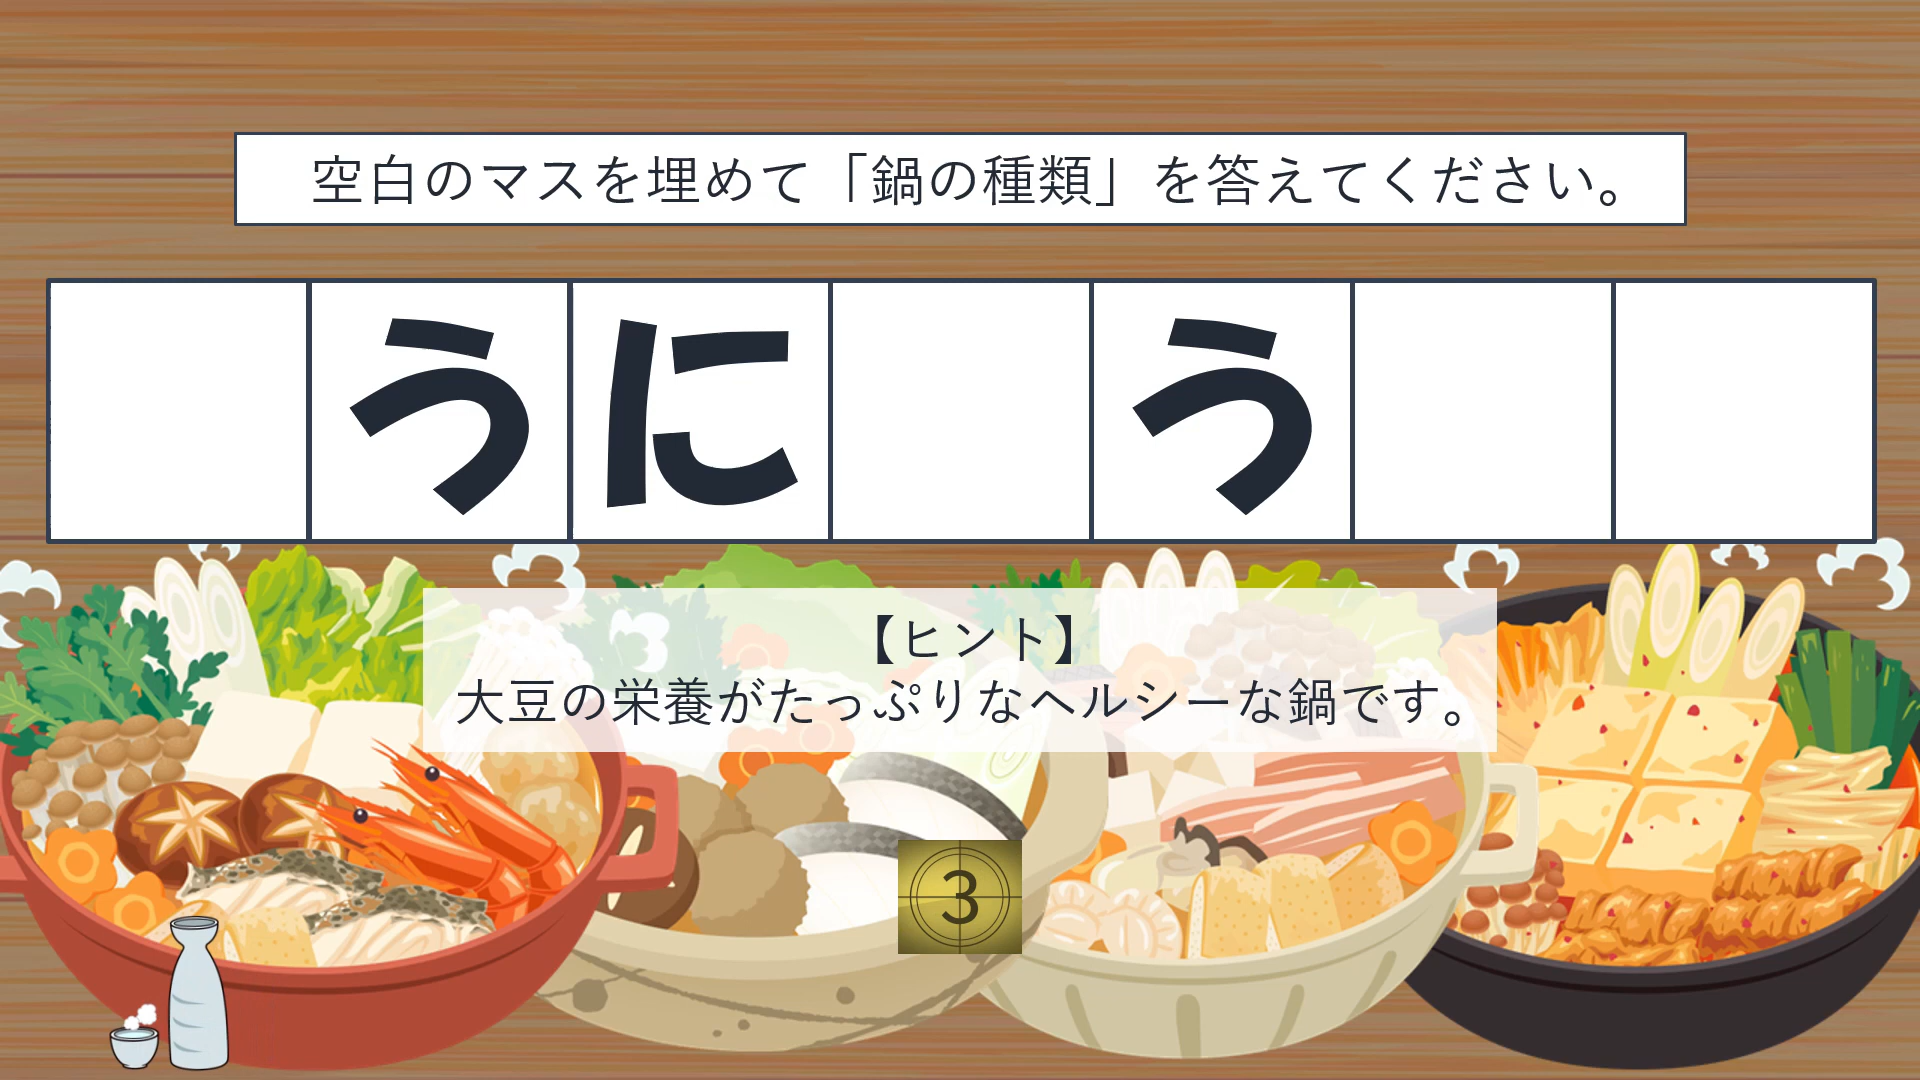 空白のマスを埋めて「鍋の種類」を答えてください。
うに う
【ヒント】
大豆の栄養がたっぷりなヘルシーな鍋です。
3